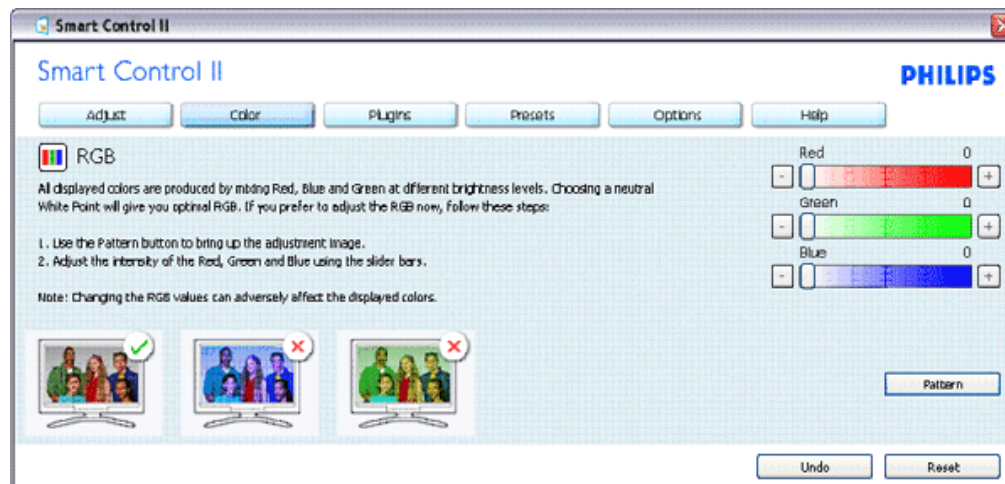 Smart Control II
Smart Control II
PHILIPS
Adjust Color Plugins Presets Options Help
RGB
All displayed colors are produced by mixing Red, Blue and Green at different brightness levels. Choosing a neutral
White Point will give you optimal RGB. If you prefer to adjust the RGB now, follow these steps:
1. Use the Pattern button to bring up the adjustment image.
2. Adjust the intensity of the Red, Green and Blue using the slider bars.
Note: Changing the RGB values can adversely affect the displayed colors.
Red 0
- +
Green 0
- +
Blue 0
- +
Pattern
Undo Reset